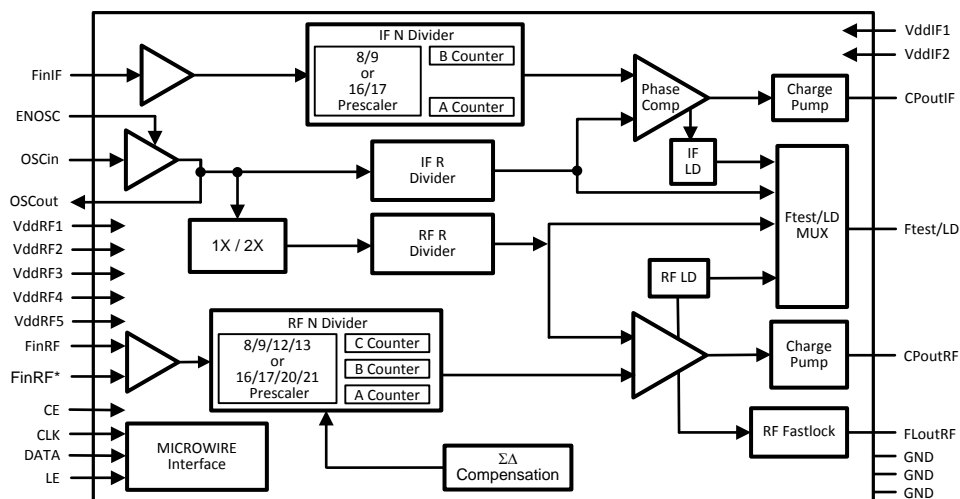 IF N Divider
8/9
or
16/17
Prescaler
B Counter
A Counter
VddIF1
VddIF2
FinIF
Phase
Comp
Charge
Pump
CPoutIF
ENOSC
OSCin
IF R
Divider
IF
LD
OSCout
Ftest/LD
MUX
Ftest/LD
VddRF1
VddRF2
VddRF3
VddRF4
VddRF5
1X / 2X
RF R
Divider
RF LD
RF N Divider
8/9/12/13
or
16/17/20/21
Prescaler
C Counter
B Counter
A Counter
FinRF
FinRF*
Charge
Pump
CPoutRF
CE
CLK
DATA
LE
MICROWIRE
Interface
ΣΔ
Compensation
RF Fastlock
FLoutRF
GND
GND
GND